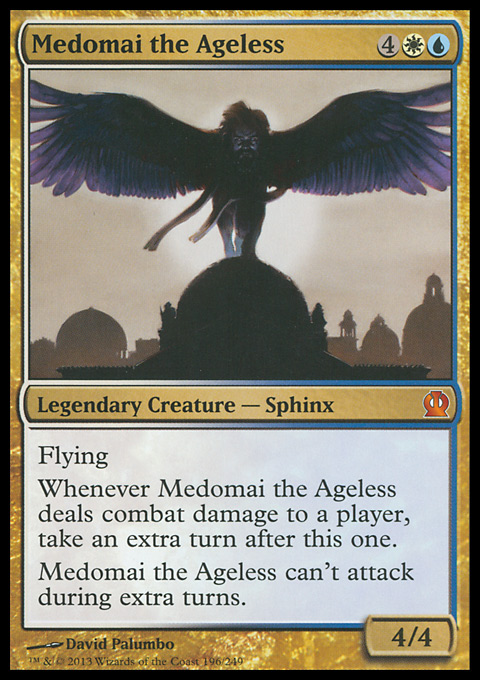 Medomai the Ageless 4
Legendary Creature — Sphinx
Flying
Whenever Medomai the Ageless
deals combat damage to a player,
take an extra turn after this one.
Medomai the Ageless can't attack
during extra turns.
4/4
David Palumbo
™ & © 2013 Wizards of the Coast 196/249